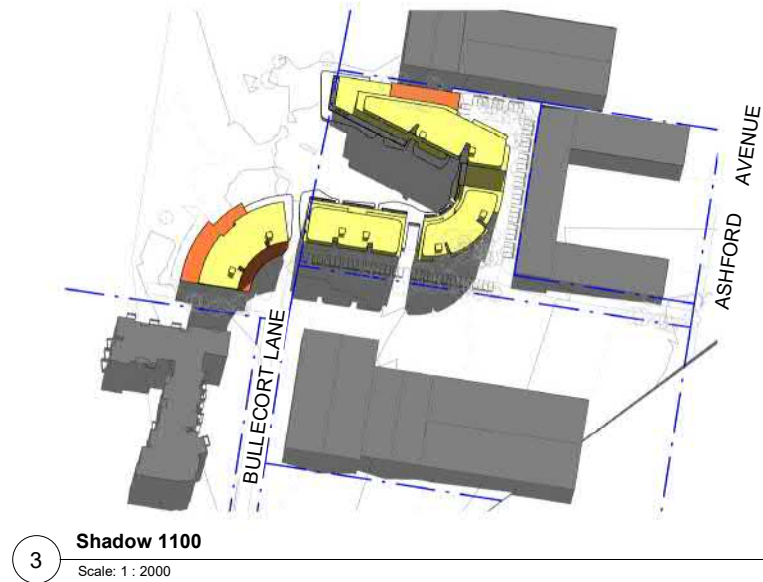 ASHFORD AVENUE
BULLECORT LANE
3
Shadow 1100
Scale: 1 : 2000